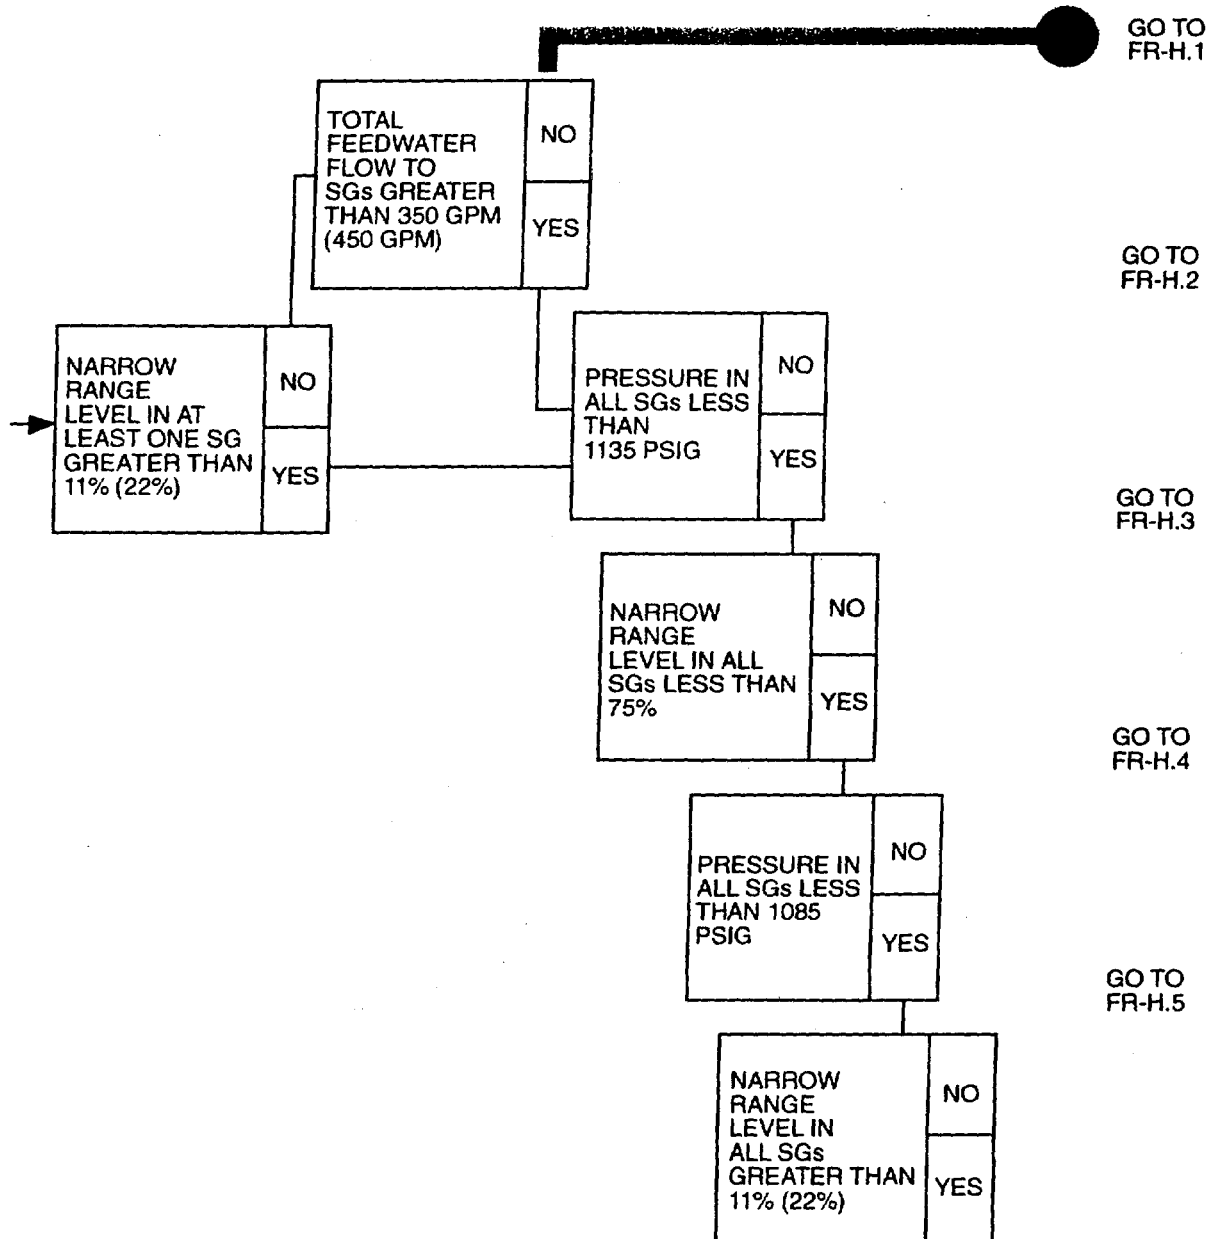 GO TO
FR-H.1
TOTAL
FEEDWATER
FLOW TO
SGs GREATER
THAN 350 GPM
(450 GPM)
NO
YES
GO TO
FR-H.2
NARROW
RANGE
LEVEL IN AT
LEAST ONE SG
GREATER THAN
11% (22%)
NO
YES
PRESSURE IN
ALL SGs LESS
THAN
1135 PSIG
NO
YES
GO TO
FR-H.3
NARROW
RANGE
LEVEL IN ALL
SGs LESS THAN
75%
NO
YES
GO TO
FR-H.4
PRESSURE IN
ALL SGs LESS
THAN 1085
PSIG
NO
YES
GO TO
FR-H.5
NARROW
RANGE
LEVEL IN
ALL SGs
GREATER THAN
11% (22%)
NO
YES